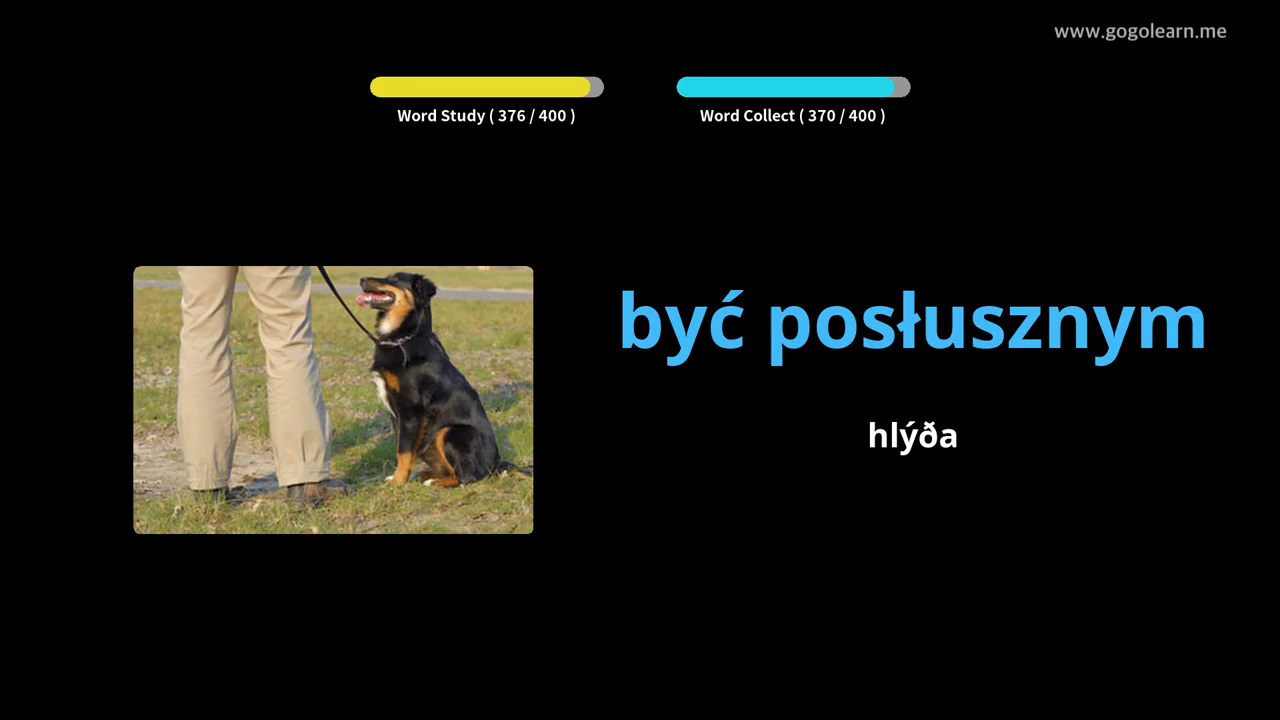 www.gogolearn.me
Word Study ( 376 / 400 )
Word Collect ( 370 / 400 )
być posłusznym
hlýða